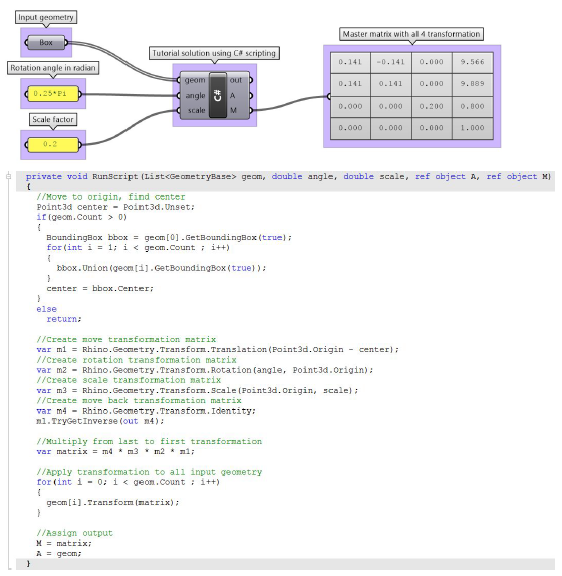 Input geometry
Box
Rotation angle in radian
0.25*Pi
Scale factor
0.2
Tutorial solution using C# scripting
geom out
angle A
scale M
C#
Master matrix with all 4 transformation
0.141 -0.141 0.000 9.566
0.141 0.141 0.000 9.889
0.000 0.000 0.200 0.800
0.000 0.000 0.000 1.000
private void RunScript(List<GeometryBase> geom, double angle, double scale, ref object A, ref object M)
{
//Move to origin, find center
Point3d center = Point3d.Unset;
if(geom.Count > 0)
{
BoundingBox bbox = geom[0].GetBoundingBox(true);
for(int i = 1; i < geom.Count ; i++)
{
bbox.Union(geom[i].GetBoundingBox(true));
}
center = bbox.Center;
}
else
return;
//Create move transformation matrix
var m1 = Rhino.Geometry.Transform.Translation(Point3d.Origin - center);
//Create rotation transformation matrix
var m2 = Rhino.Geometry.Transform.Rotation(angle, Point3d.Origin);
//Create scale transformation matrix
var m3 = Rhino.Geometry.Transform.Scale(Point3d.Origin, scale);
//Create move back transformation matrix
var m4 = Rhino.Geometry.Transform.Identity;
m1.TryGetInverse(out m4);
//Multiply from last to first transformation
var matrix = m4 * m3 * m2 * m1;
//Apply transformation to all input geometry
for(int i = 0; i < geom.Count ; i++)
{
geom[i].Transform(matrix);
}
//Assign output
M = matrix;
A = geom;
}